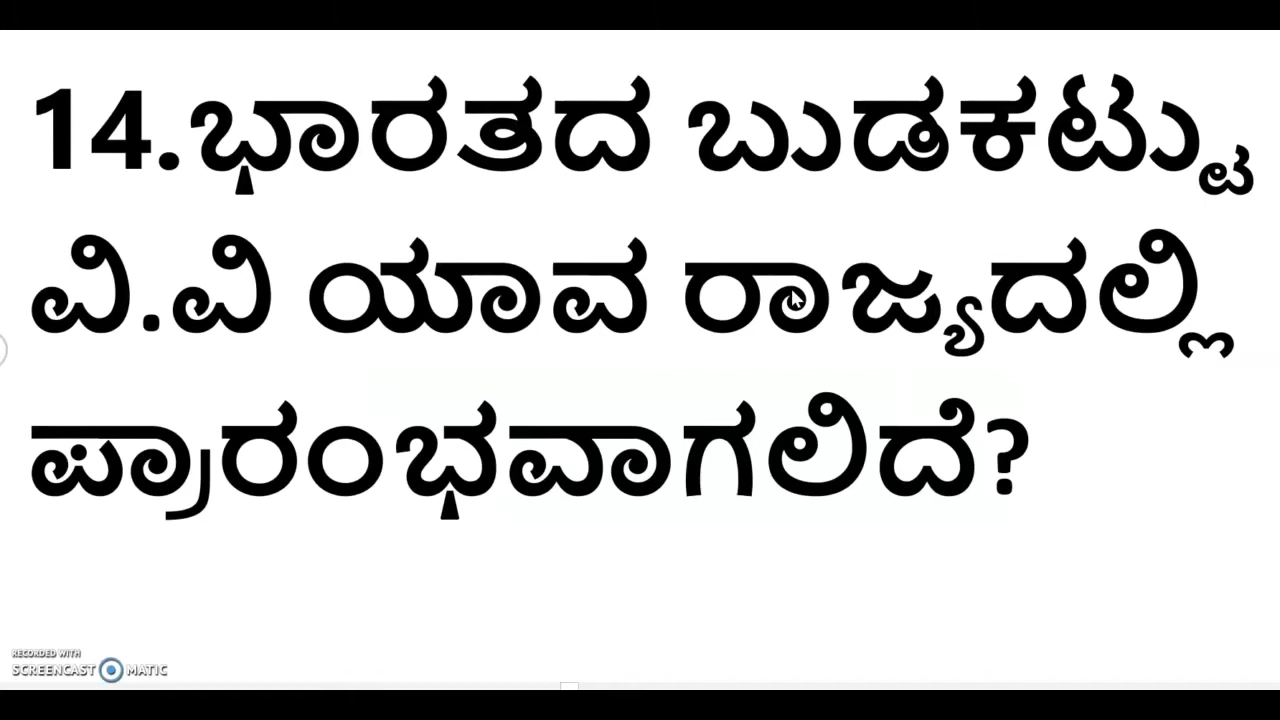 14.ಭಾರತದ ಬುಡಕಟ್ಟು
ವಿ.ವಿ ಯಾವ ರಾಜ್ಯದಲ್ಲಿ
ಪ್ರಾರಂಭವಾಗಲಿದೆ?
RECORDED WITH
SCREENCAST MATIC